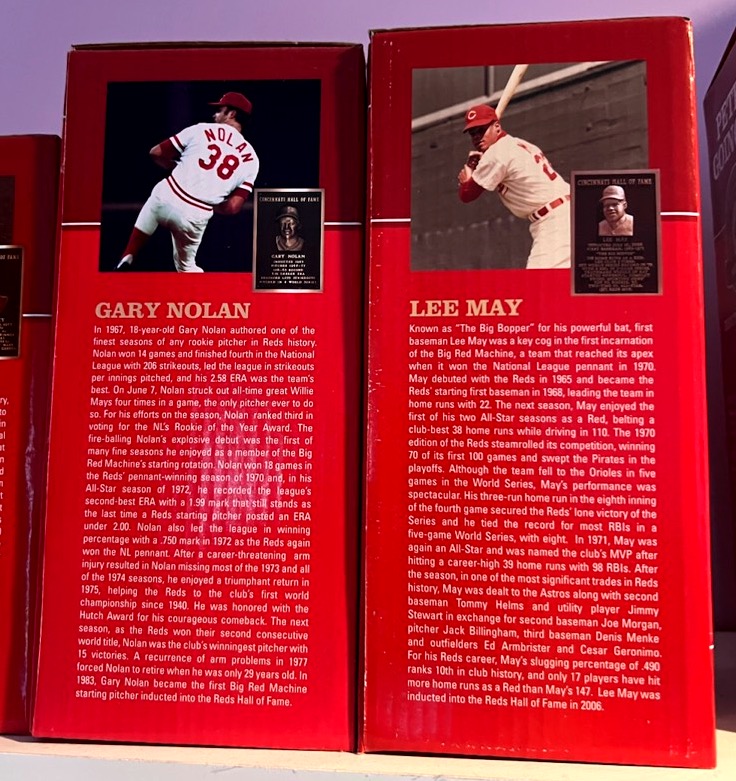 NOLAN
38
CINCINNATI HALL OF FAME
GARY NOLAN
GARY NOLAN
In 1967, 18-year-old Gary Nolan authored one of the
finest seasons of any rookie pitcher in Reds history.
Nolan won 14 games and finished fourth in the National
League with 206 strikeouts, led the league in strikeouts
per innings pitched, and his 2.58 ERA was the team's
best. On June 7, Nolan struck out all-time great Willie
Mays four times in a game, the only pitcher ever to do
so. For his efforts on the season, Nolan ranked third in
voting for the NL's Rookie of the Year Award. The
fire-balling Nolan's explosive debut was the first of
many fine seasons he enjoyed as a member of the Big
Red Machine's starting rotation. Nolan won 18 games in
the Reds' pennant-winning season of 1970 and, in his
All-Star season of 1972, he recorded the league's
second-best ERA with a 1.99 mark that still stands as
the last time a Reds starting pitcher posted an ERA
under 2.00. Nolan also led the league in winning
percentage with a .750 mark in 1972 as the Reds again
won the NL pennant. After a career-threatening arm
injury resulted in Nolan missing most of the 1973 and all
of the 1974 seasons, he enjoyed a triumphant return in
1975, helping the Reds to the club's first world
championship since 1940. He was honored with the
Hutch Award for his courageous comeback. The next
season, as the Reds won their second consecutive
world title, Nolan was the club's winningest pitcher with
15 victories. A recurrence of arm problems in 1977
forced Nolan to retire when he was only 29 years old. In
1983, Gary Nolan became the first Big Red Machine
starting pitcher inducted into the Reds Hall of Fame.
CINCINNATI HALL OF FAME
LEE MAY
LEE MAY
Known as "The Big Bopper" for his powerful bat, first
baseman Lee May was a key cog in the first incarnation
of the Big Red Machine, a team that reached its apex
when it won the National League pennant in 1970.
May debuted with the Reds in 1965 and became the
Reds' starting first baseman in 1968, leading the team in
home runs with 22. The next season, May enjoyed the
first of his two All-Star seasons as a Red, belting a
club-best 38 home runs while driving in 110. The 1970
edition of the Reds steamrolled its competition, winning
70 of its first 100 games and swept the Pirates in the
playoffs. Although the team fell to the Orioles in five
games in the World Series, May's performance was
spectacular. His three-run home run in the eighth inning
of the fourth game secured the Reds' lone victory of the
Series and he tied the record for most RBIs in a
five-game World Series, with eight. In 1971, May was
again an All-Star and was named the club's MVP after
hitting a career-high 39 home runs with 98 RBIs. After
the season, in one of the most significant trades in Reds
history, May was dealt to the Astros along with second
baseman Tommy Helms and utility player Jimmy
Stewart in exchange for second baseman Joe Morgan,
pitcher Jack Billingham, third baseman Denis Menke
and outfielders Ed Armbrister and Cesar Geronimo.
For his Reds career, May's slugging percentage of .490
ranks 10th in club history, and only 17 players have hit
more home runs as a Red than May's 147. Lee May was
inducted into the Reds Hall of Fame in 2006.